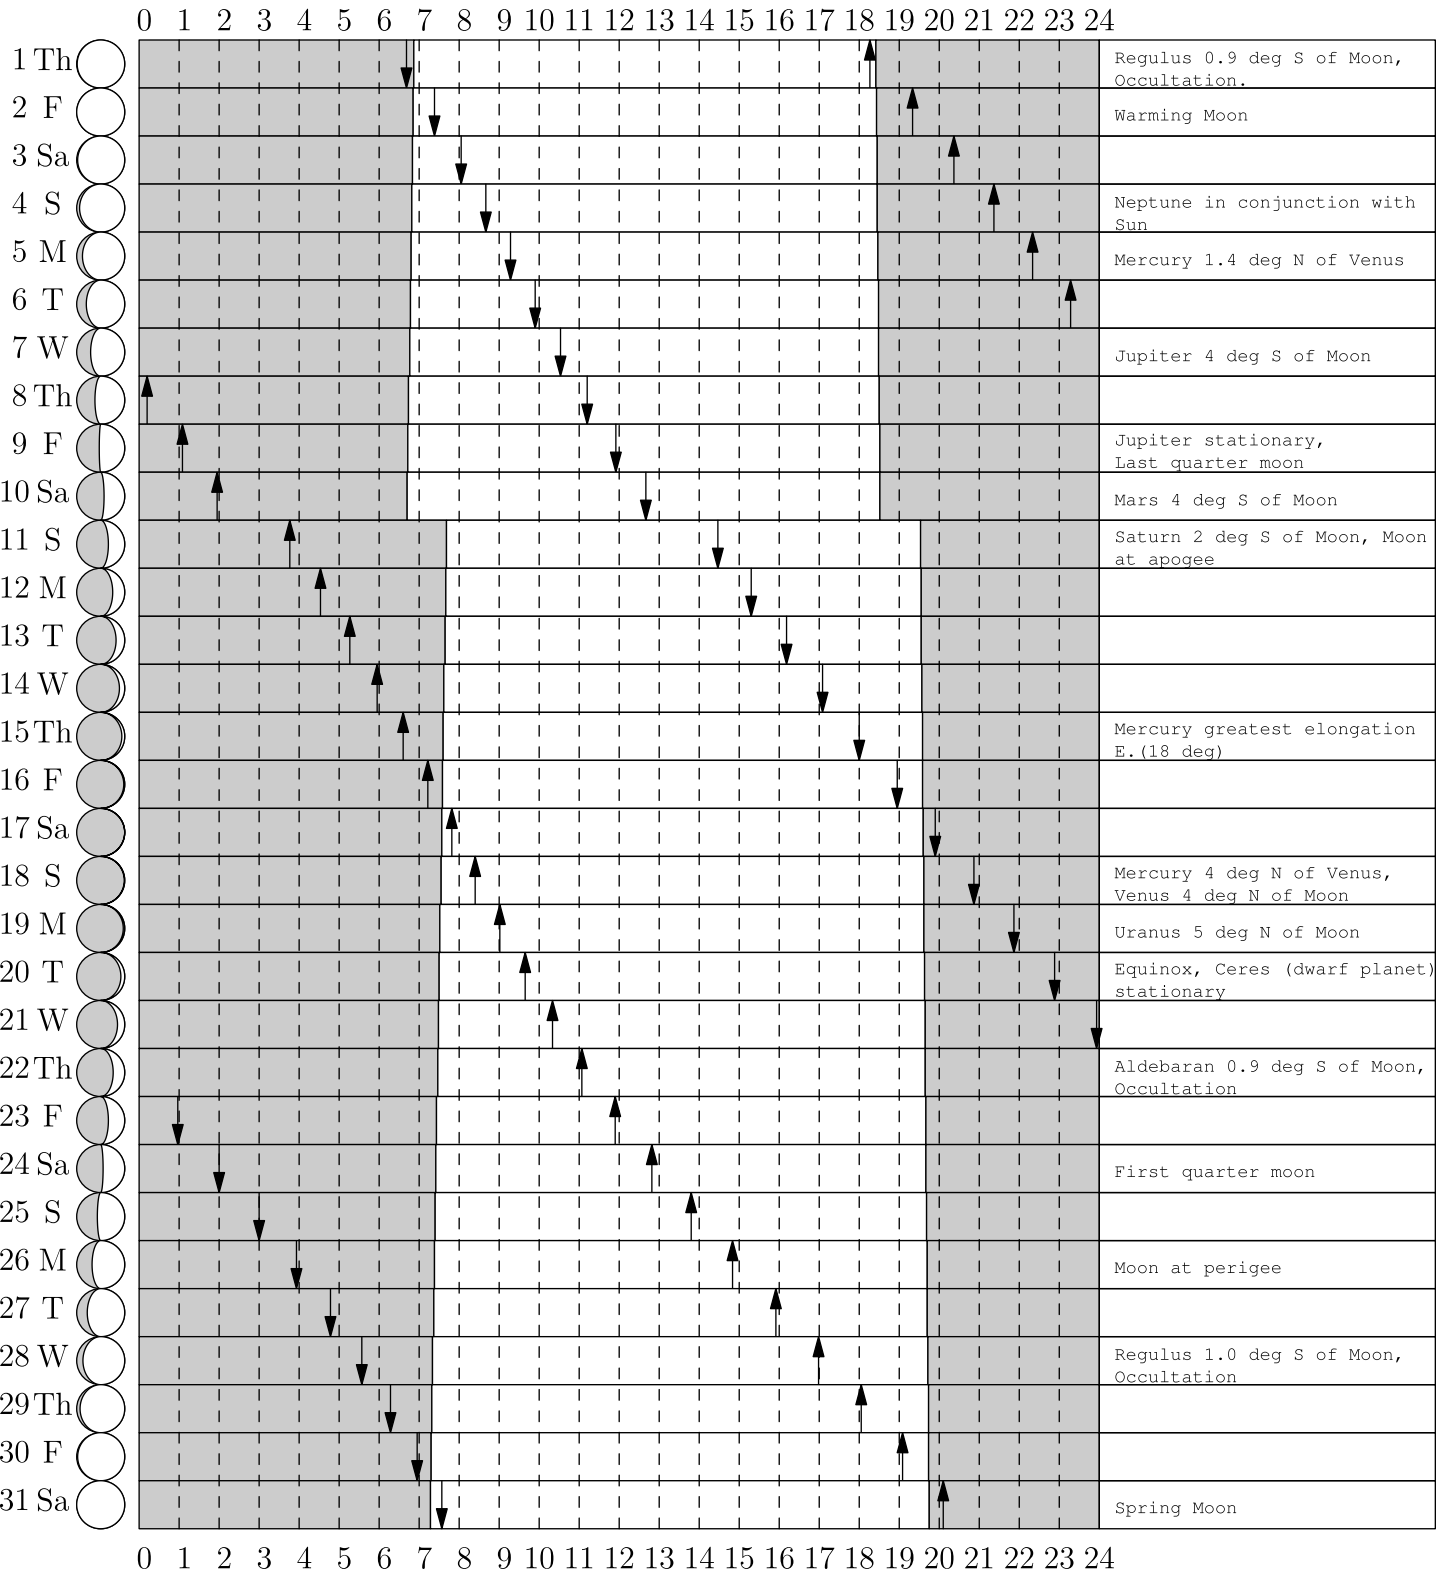 0 1 2 3 4 5 6 7 8 9 10 11 12 13 14 15 16 17 18 19 20 21 22 23 24
1 Th Regulus 0.9 deg S of Moon,
Occultation.
2 F Warming Moon
3 Sa
4 S Neptune in conjunction with
Sun
5 M Mercury 1.4 deg N of Venus
6 T
7 W Jupiter 4 deg S of Moon
8 Th
9 F Jupiter stationary,
Last quarter moon
10 Sa Mars 4 deg S of Moon
11 S Saturn 2 deg S of Moon, Moon
at apogee
12 M
13 T
14 W
15 Th Mercury greatest elongation
E.(18 deg)
16 F
17 Sa
18 S Mercury 4 deg N of Venus,
Venus 4 deg N of Moon
19 M Uranus 5 deg N of Moon
20 T Equinox, Ceres (dwarf planet)
stationary
21 W
22 Th Aldebaran 0.9 deg S of Moon,
Occultation
23 F
24 Sa First quarter moon
25 S
26 M Moon at perigee
27 T
28 W Regulus 1.0 deg S of Moon,
Occultation
29 Th
30 F
31 Sa Spring Moon
0 1 2 3 4 5 6 7 8 9 10 11 12 13 14 15 16 17 18 19 20 21 22 23 24